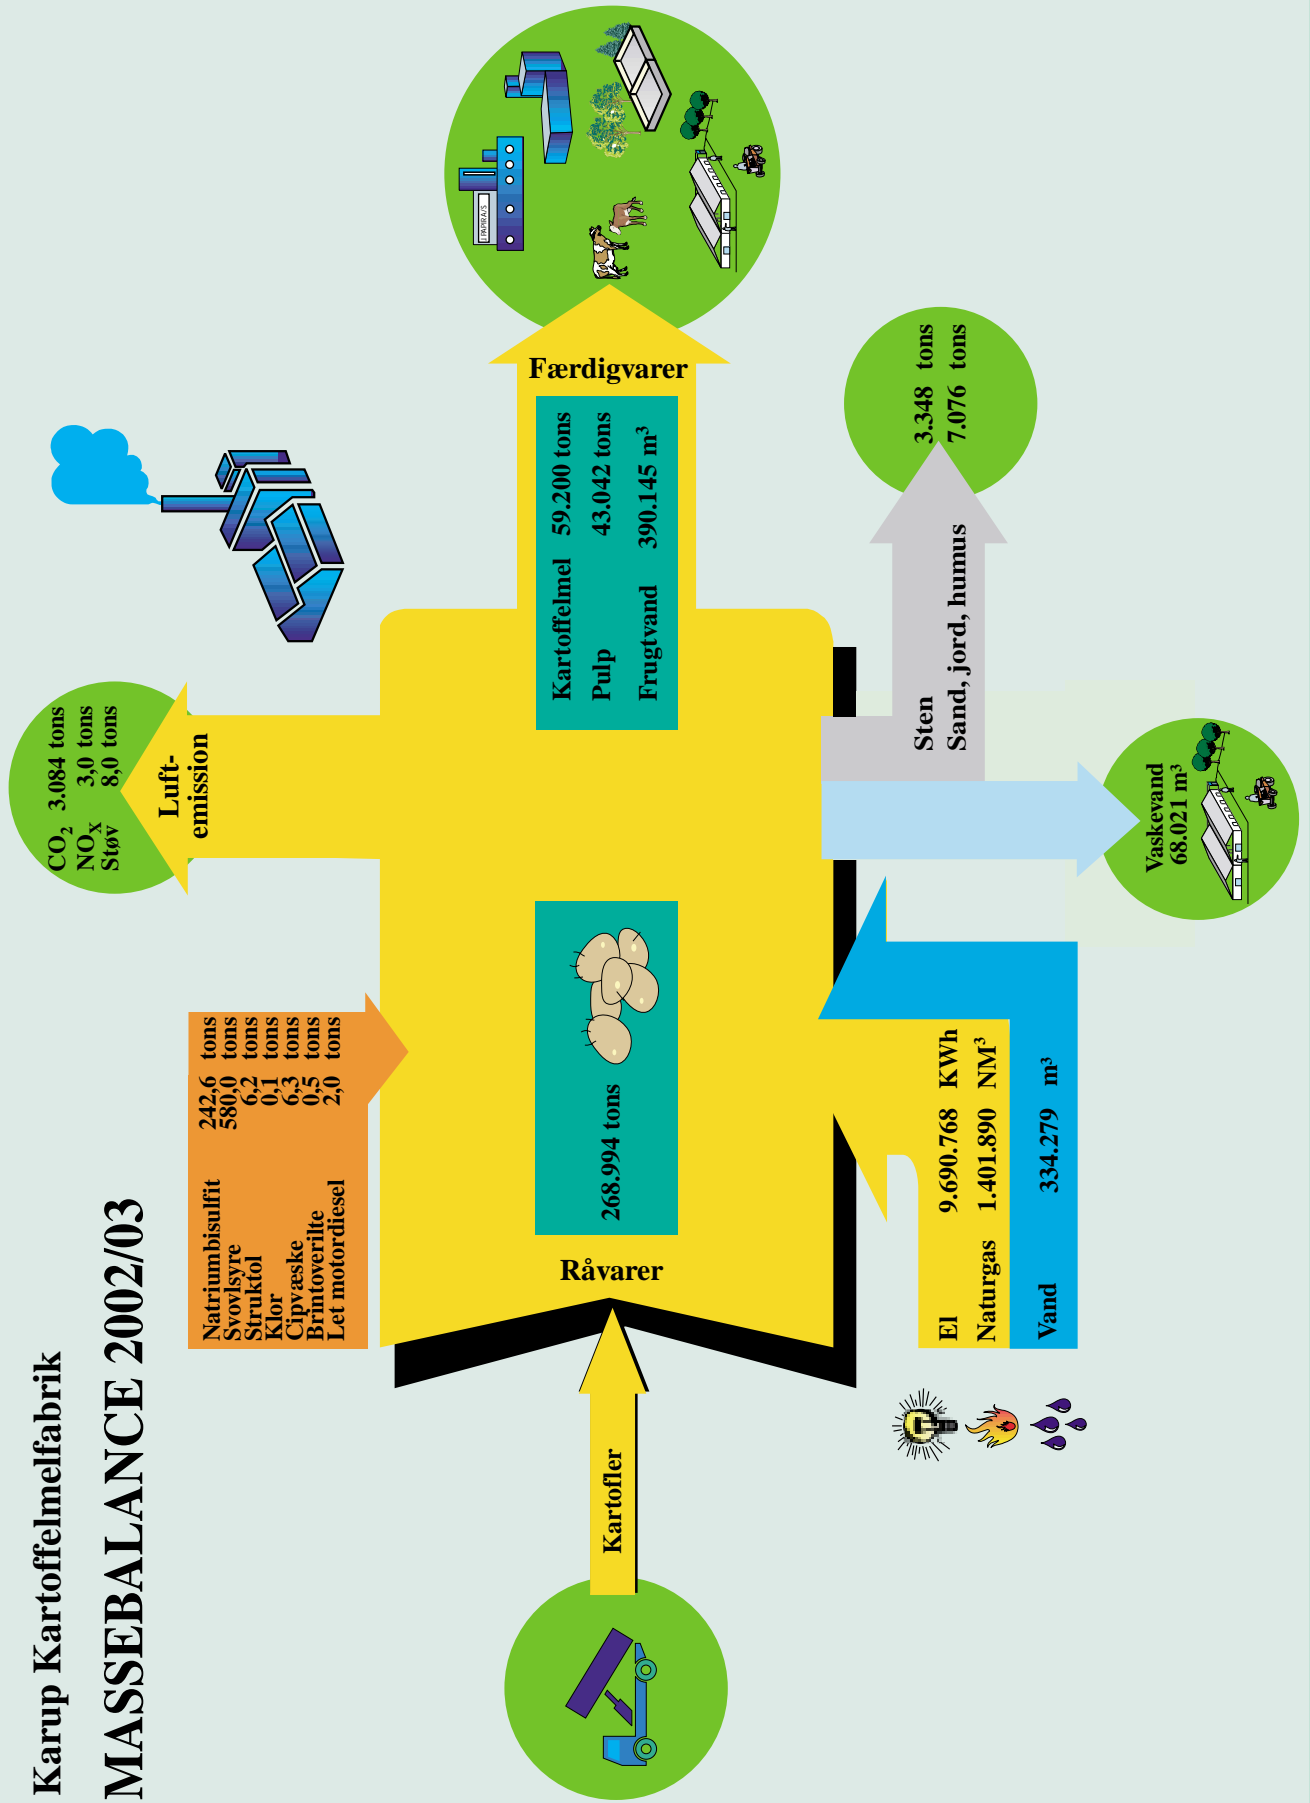 Karup Kartoffelmelfabrik
MASSEBALANCE 2002/03
Natriumbisulfit 242,6 tons
Svovlsyre 580,0 tons
Struktol 6,2 tons
Klor 0,1 tons
Cipvæske 6,3 tons
Brintoverilte 0,5 tons
Let motordiesel 2,0 tons
CO₂ 3.084 tons
NOX 3,0 tons
Støv 8,0 tons
Luft-
emission
Kartofler
Råvarer
268.994 tons
Kartoffelmel 59.200 tons
Pulp 43.042 tons
Frugtvand 390.145 m³
Færdigvarer
J.PAPIRA/S
El 9.690.768 KWh
Naturgas 1.401.890 NM³
Vand 334.279 m³
Vaskevand
68.021 m³
Sten 3.348 tons
Sand, jord, humus 7.076 tons